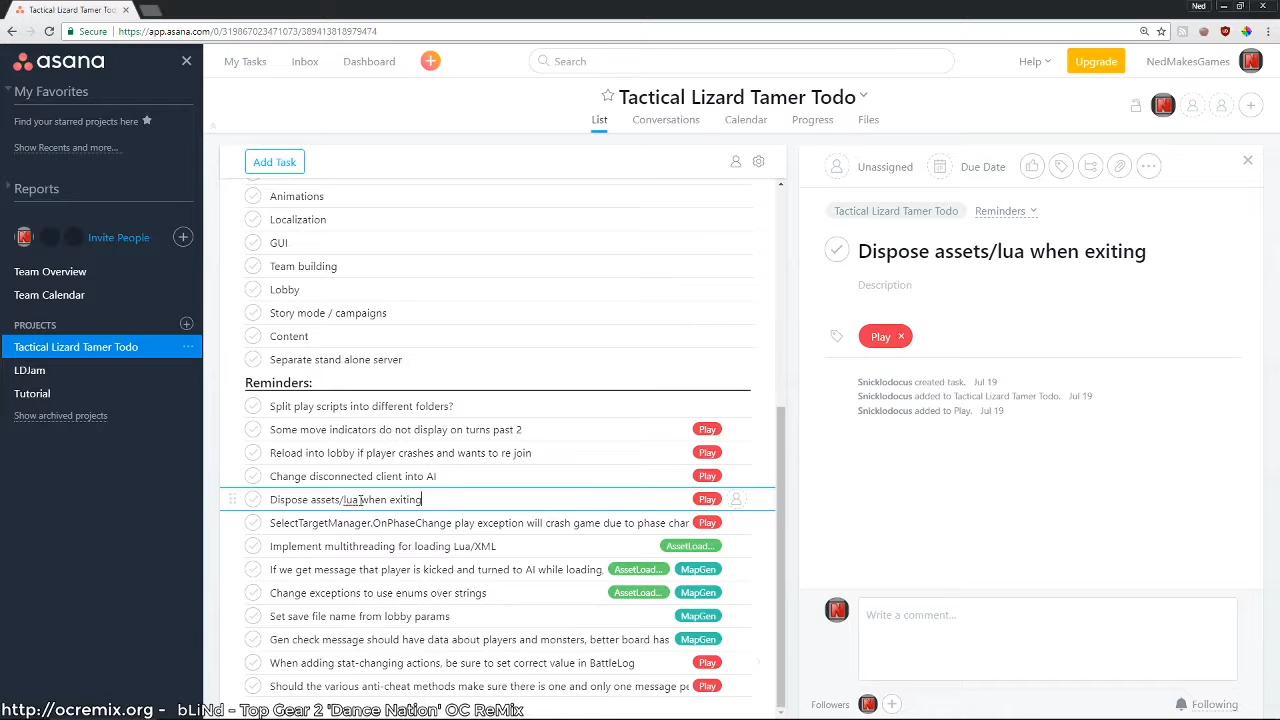 Tactical Lizard Tamer Todo
Ned
Secure
https://app.asana.com/0/319867023471073/389413818979474
asana
My Tasks
Inbox
Dashboard
Search
Help
Upgrade
NedMakesGames
My Favorites
Find your starred projects here
Show Recents and more...
Reports
Invite People
Team Overview
Team Calendar
PROJECTS
Tactical Lizard Tamer Todo
LDJam
Tutorial
Show archived projects
Tactical Lizard Tamer Todo
List
Conversations
Calendar
Progress
Files
Add Task
Animations
Localization
GUI
Team building
Lobby
Story mode / campaigns
Content
Separate stand alone server
Reminders:
Split play scripts into different folders?
Some move indicators do not display on turns past 2 Play
Reload into lobby if player crashes and wants to re join Play
Change disconnected client into AI Play
Dispose assets/lua when exiting Play
SelectTargetManager.OnPhaseChange play exception will crash game due to phase char Play
Implement multithreading for loading Lua/XML AssetLoad...
If we get message that player is kicked and turned to AI while loading, AssetLoad... MapGen
Change exceptions to use enums over strings AssetLoad... MapGen
Set save file name from lobby params MapGen
Gen check message should have data about players and monsters, better board has MapGen
When adding stat-changing actions, be sure to set correct value in BattleLog Play
Should the various anti-cheat methods make sure there is one and only one message pe Play
Unassigned
Due Date
Tactical Lizard Tamer Todo
Reminders
Dispose assets/lua when exiting
Description
Play ×
Snicklodocus created task. Jul 19
Snicklodocus added to Tactical Lizard Tamer Todo. Jul 19
Snicklodocus added to Play. Jul 19
Write a comment...
Followers
Following
http://ocremix.org - bLiNd - Top Gear 2 'Dance Nation' OC ReMix